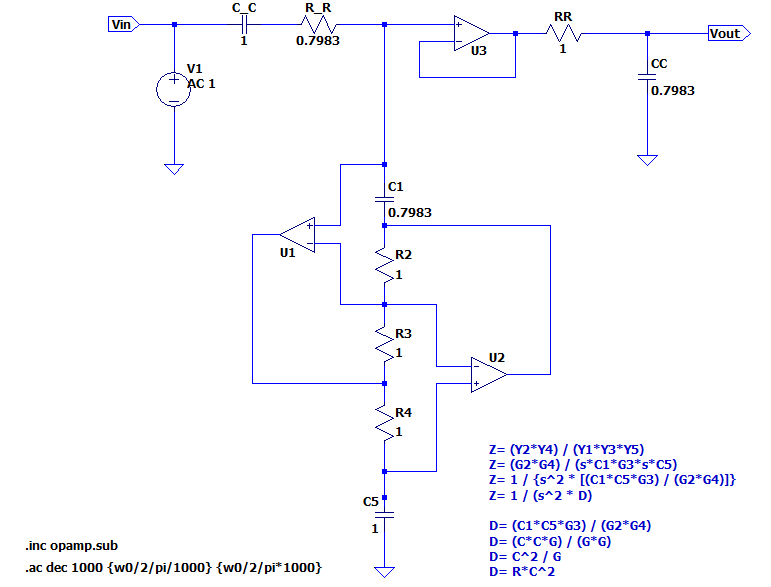 C_C R_R RR
Vin Vout
1 0.7983 U3 1 CC
V1
AC 1 0.7983
C1
0.7983
U1 R2
1
R3
1
U2
R4
1
Z= (Y2*Y4) / (Y1*Y3*Y5)
Z= (G2*G4) / (s*C1*G3*s*C5)
Z= 1 / {s^2 * [(C1*C5*G3) / (G2*G4)]}
Z= 1 / (s^2 * D)
C5
1
D= (C1*C5*G3) / (G2*G4)
D= (C*C*G) / (G*G)
D= C^2 / G
D= R*C^2
.inc opamp.sub
.ac dec 1000 {w0/2/pi/1000} {w0/2/pi*1000}